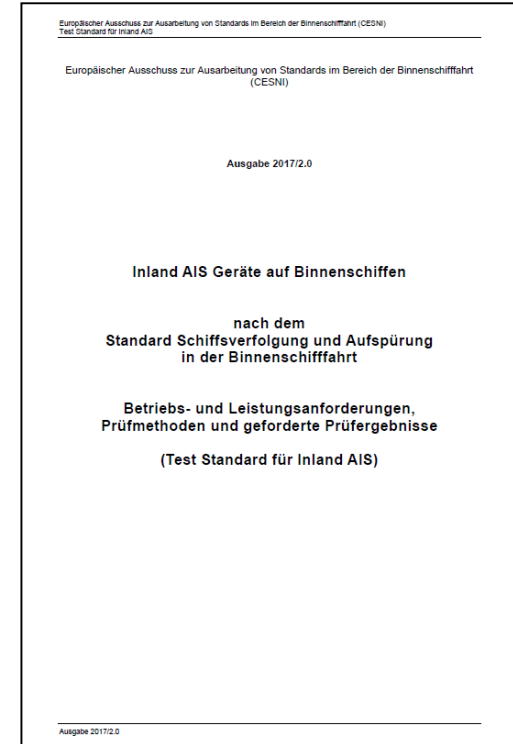 Europäischer Ausschuss zur Ausarbeitung von Standards im Bereich der Binnenschifffahrt (CESNI)
Test Standard für Inland AIS
Europäischer Ausschuss zur Ausarbeitung von Standards im Bereich der Binnenschifffahrt
(CESNI)
Ausgabe 2017/2.0
Inland AIS Geräte auf Binnenschiffen
nach dem
Standard Schiffsverfolgung und Aufspürung
in der Binnenschifffahrt
Betriebs- und Leistungsanforderungen,
Prüfmethoden und geforderte Prüfergebnisse
(Test Standard für Inland AIS)
Ausgabe 2017/2.0